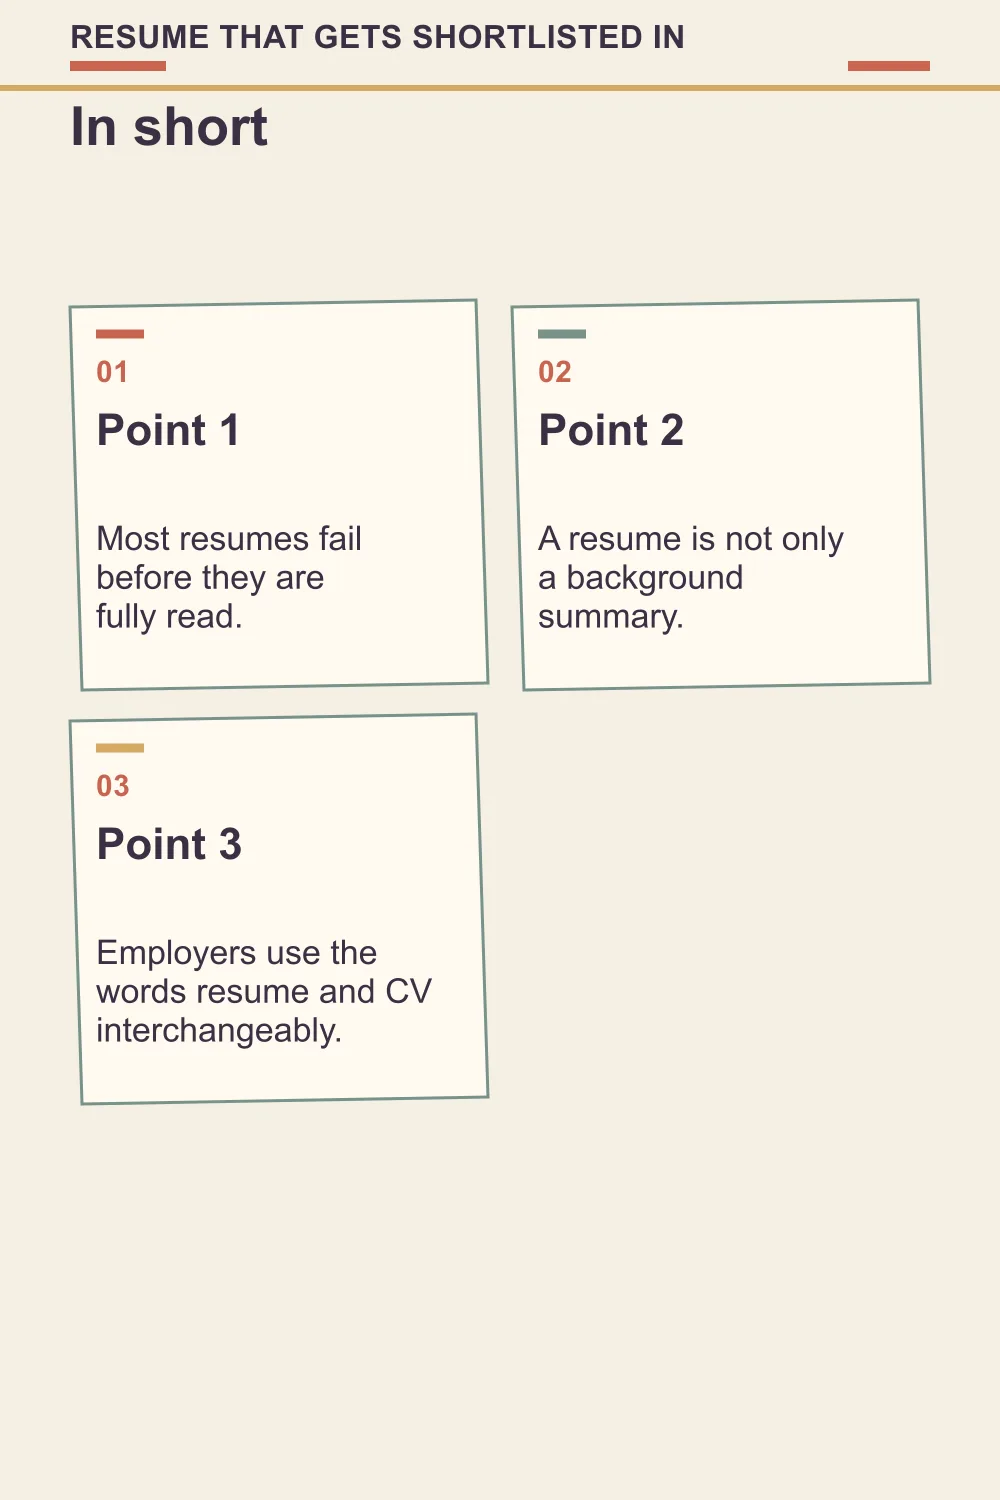 RESUME THAT GETS SHORTLISTED IN
In short
01
Point 1
Most resumes fail
before they are
fully read.
02
Point 2
A resume is not only
a background
summary.
03
Point 3
Employers use the
words resume and CV
interchangeably.